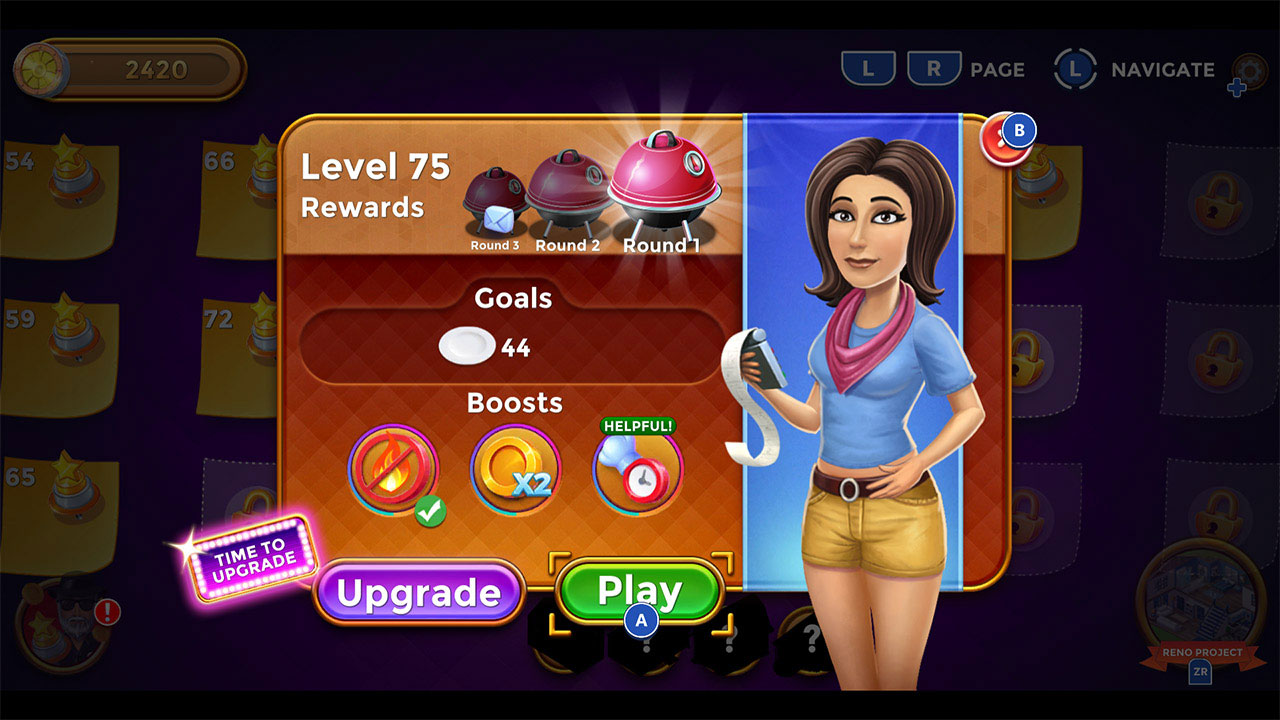 2420
L R PAGE L NAVIGATE
B
54
66
Level 75
Rewards
Round 3 Round 2 Round 1
Goals
44
59
72
Boosts
HELPFUL!
X2
65
TIME TO
UPGRADE
Upgrade
Play
A
!
? ? ?
RENO PROJECT
ZR